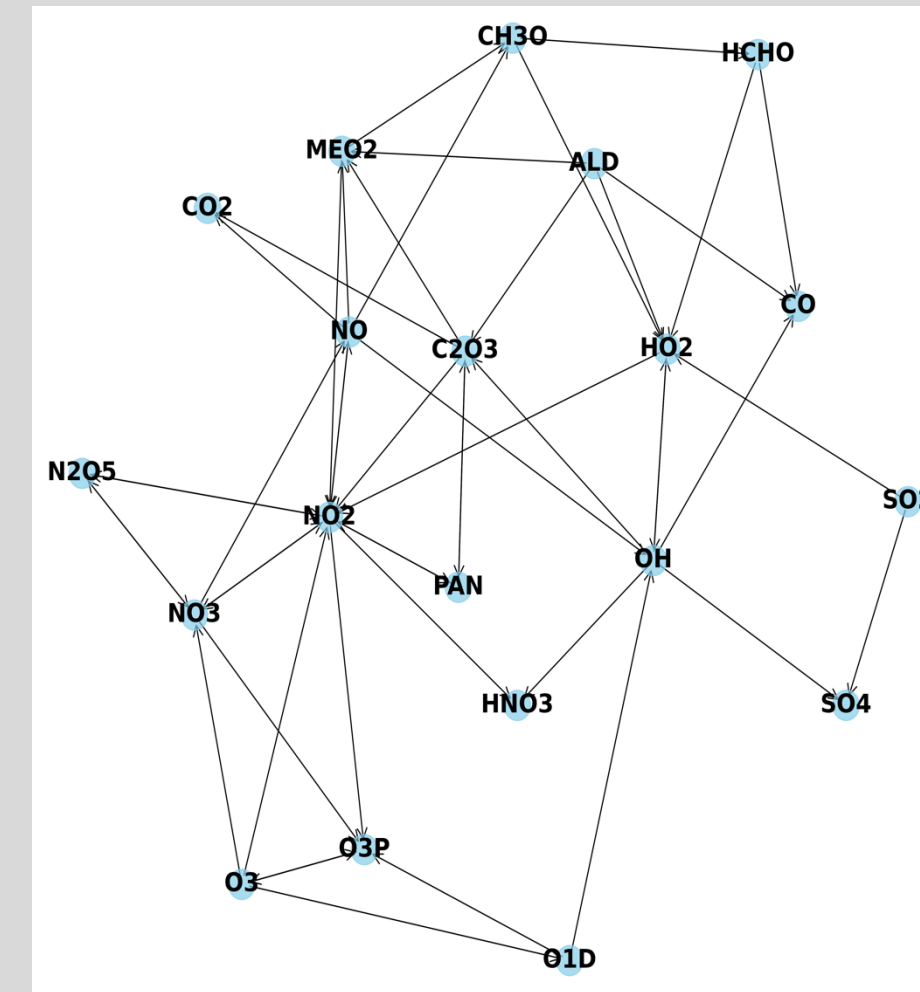 CH3O
HCHO
MEO2
ALD
CO2
CO
NO
C2O3
HO2
N2O5
NO2
OH
PAN
NO3
HNO3
SO4
O3P
O3
O1D